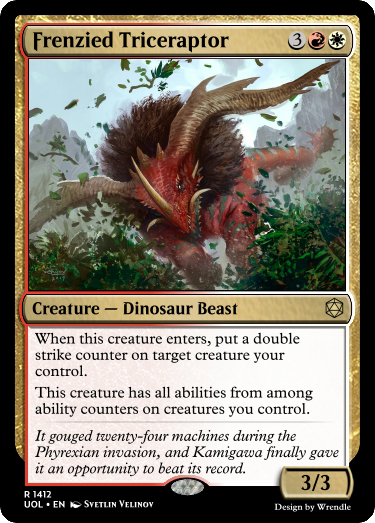 Frenzied Triceraptor 3
Creature — Dinosaur Beast
When this creature enters, put a double
strike counter on target creature your
control.
This creature has all abilities from among
ability counters on creatures you control.
It gouged twenty-four machines during the
Phyrexian invasion, and Kamigawa finally gave
it an opportunity to beat its record.
3/3
R 1412
UOL • EN Svetlin Velinov
Design by Wrendle